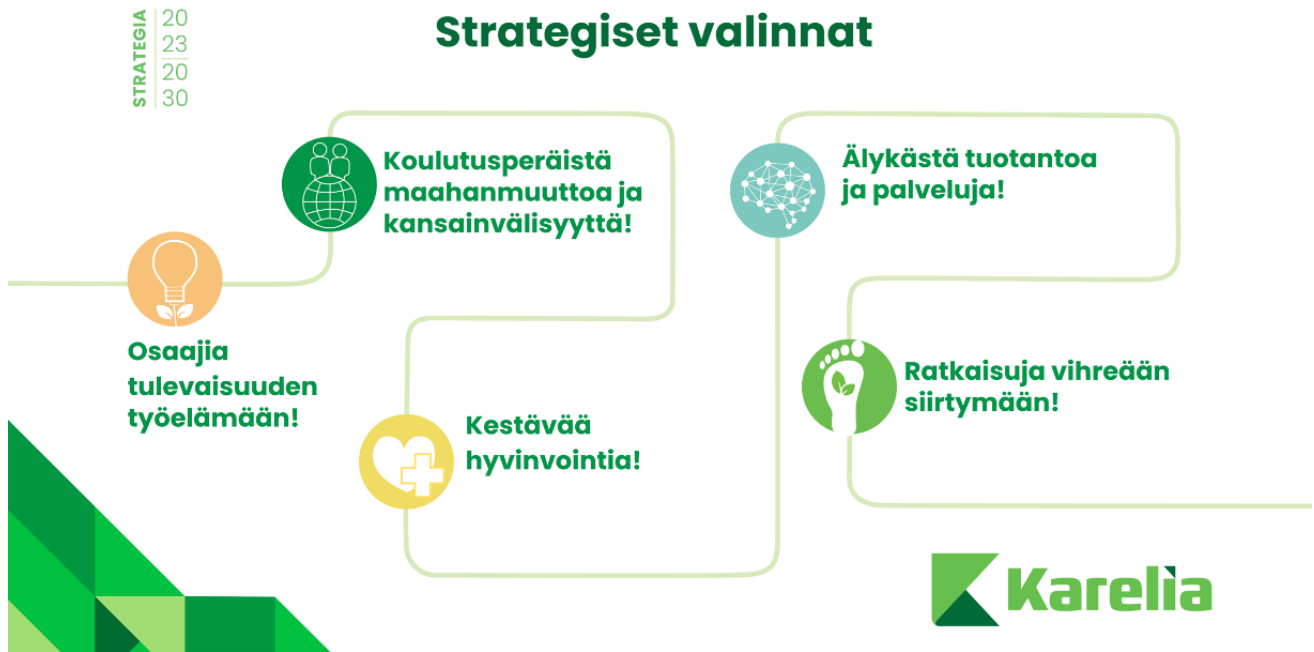 STRATEGIA
20
23
20
30
Strategiset valinnat
Osaajia
tulevaisuuden
työelämään!
Koulutusperäistä
maahanmuuttoa ja
kansainvälisyyttä!
Kestävää
hyvinvointia!
Älykästä tuotantoa
ja palveluja!
Ratkaisuja vihreään
siirtymään!
Karelia